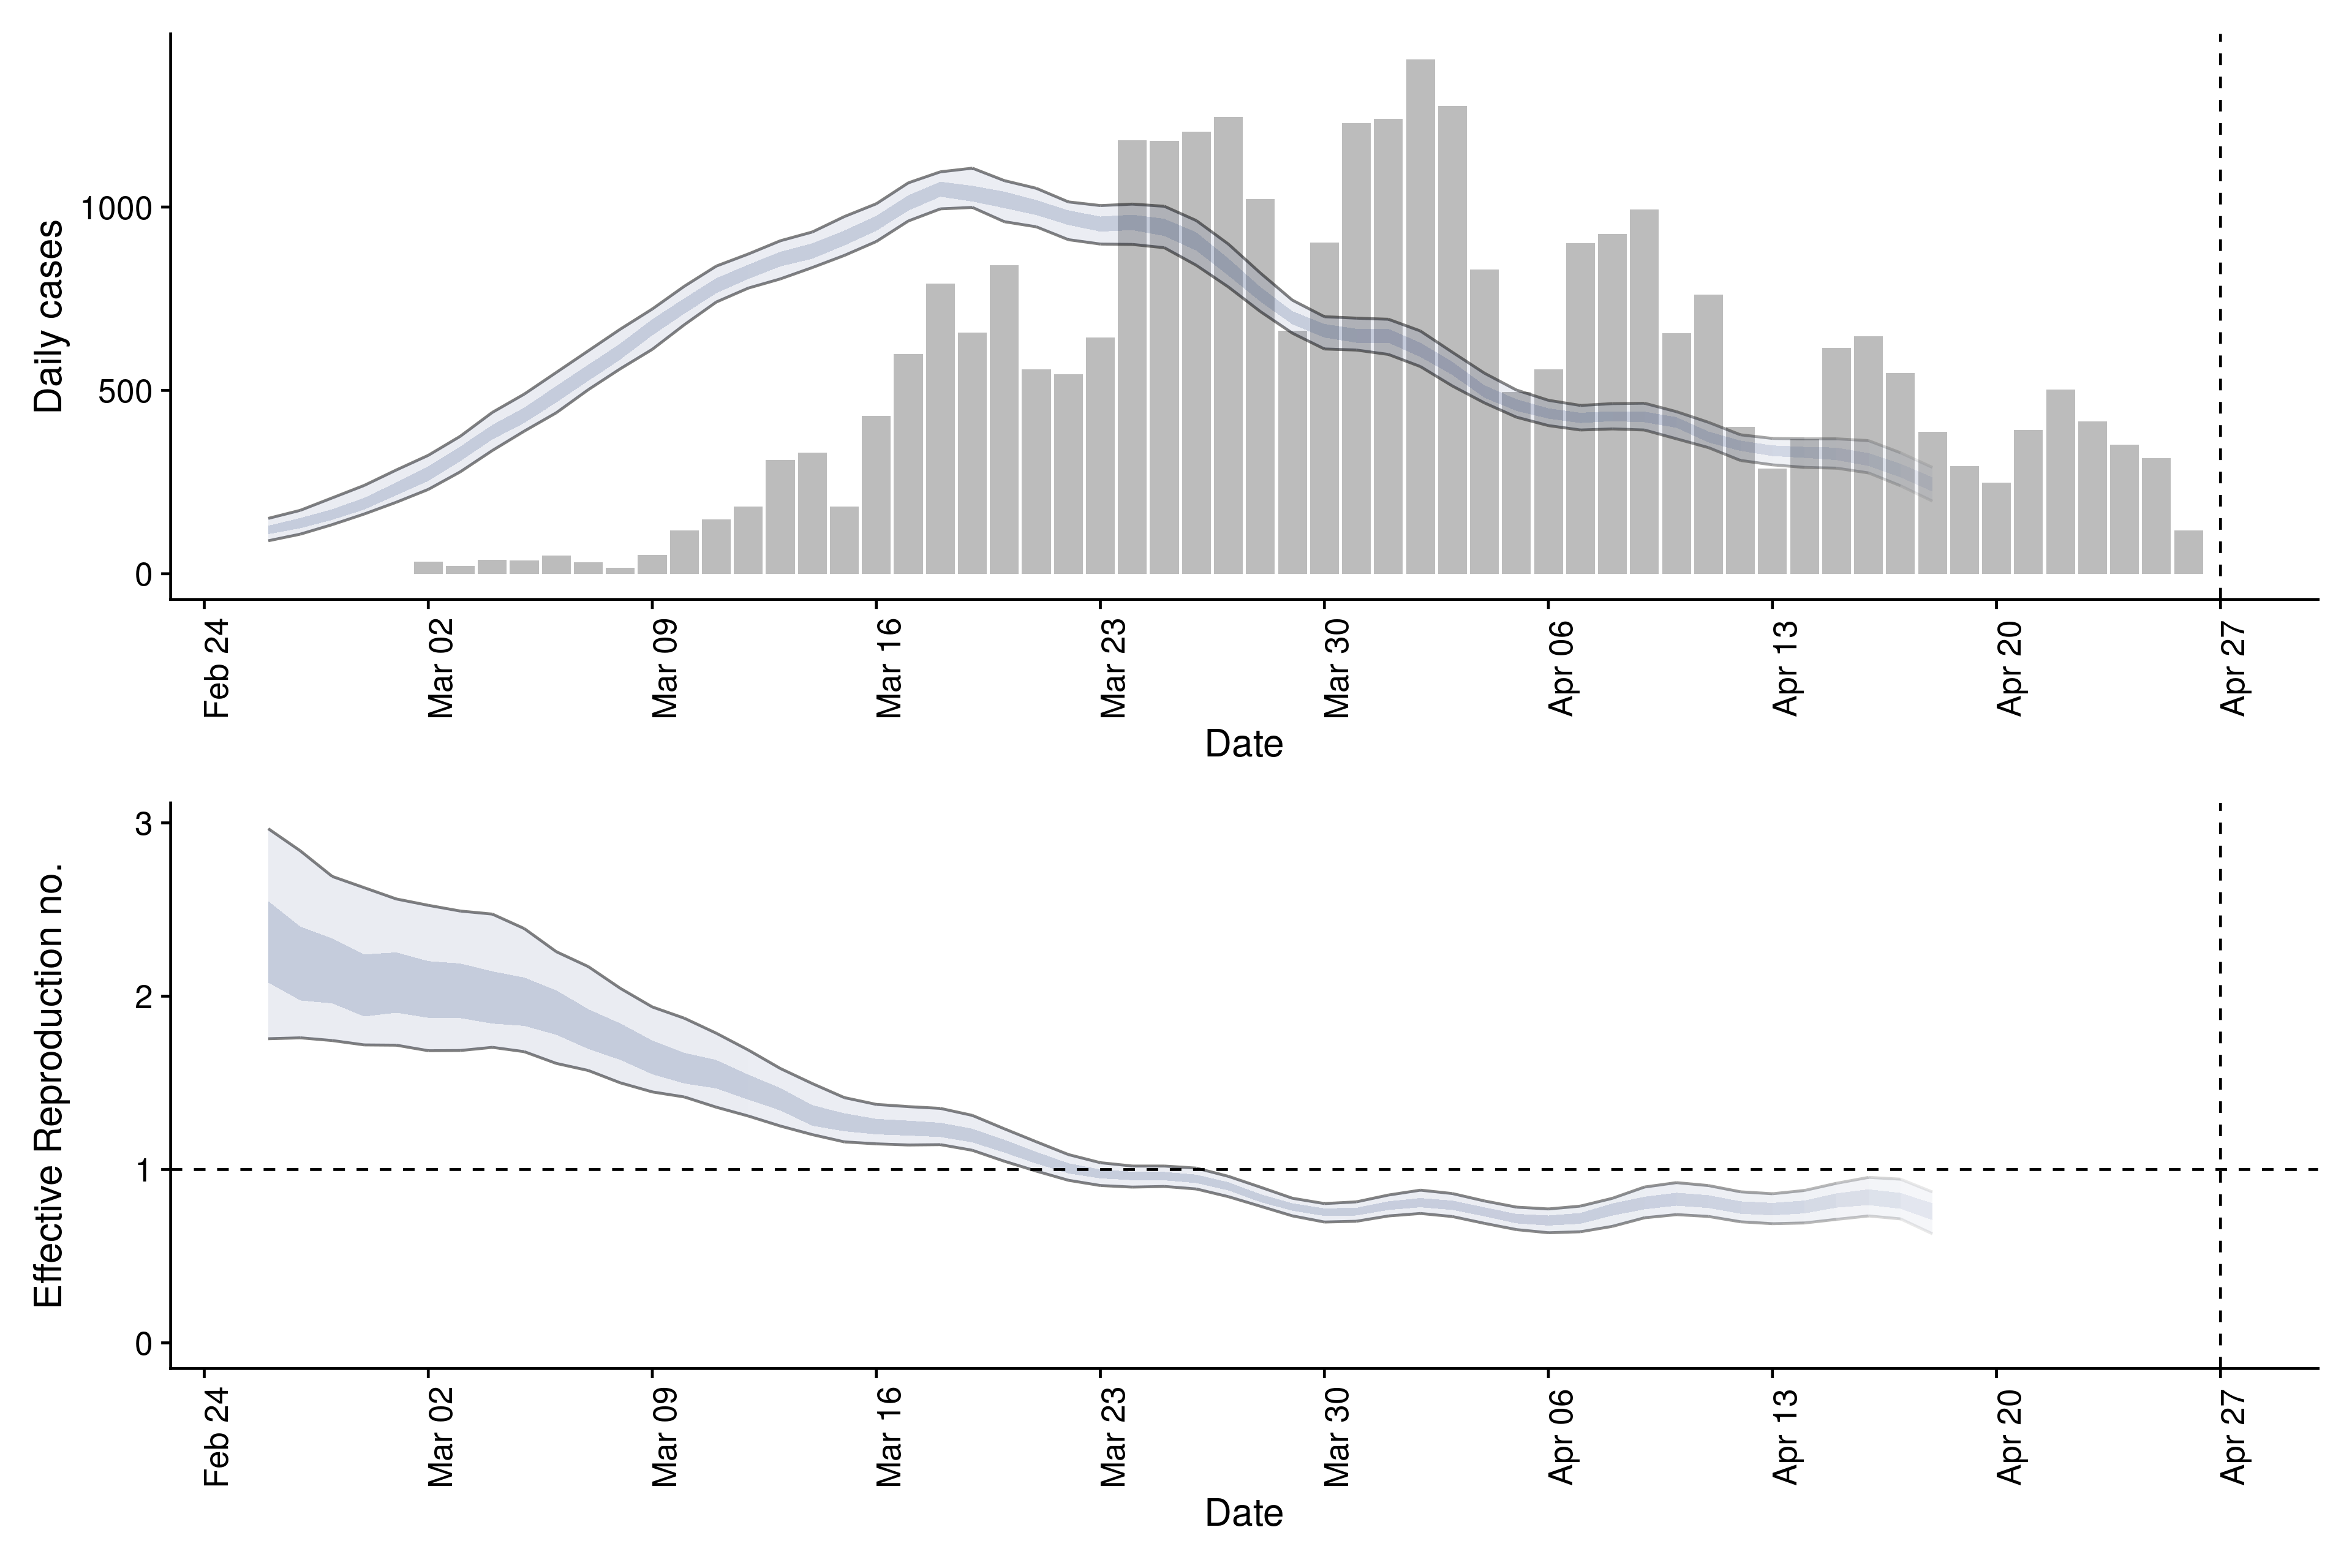 Daily cases
1000
500
0
Feb 24
Mar 02
Mar 09
Mar 16
Mar 23
Mar 30
Apr 06
Apr 13
Apr 20
Apr 27
Date
Effective Reproduction no.
3
2
1
0
Feb 24
Mar 02
Mar 09
Mar 16
Mar 23
Mar 30
Apr 06
Apr 13
Apr 20
Apr 27
Date